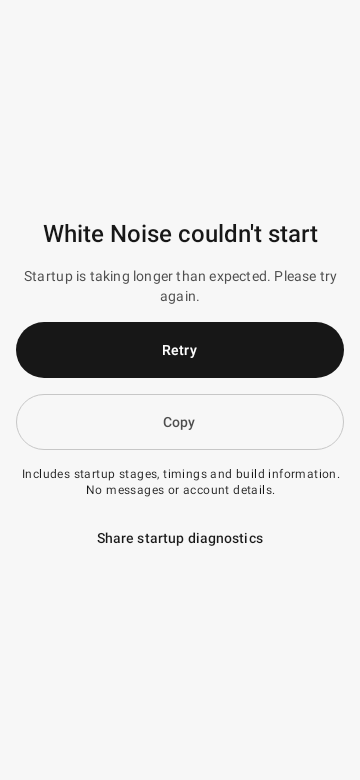 White Noise couldn't start
Startup is taking longer than expected. Please try
again.
Retry
Copy
Includes startup stages, timings and build information.
No messages or account details.
Share startup diagnostics